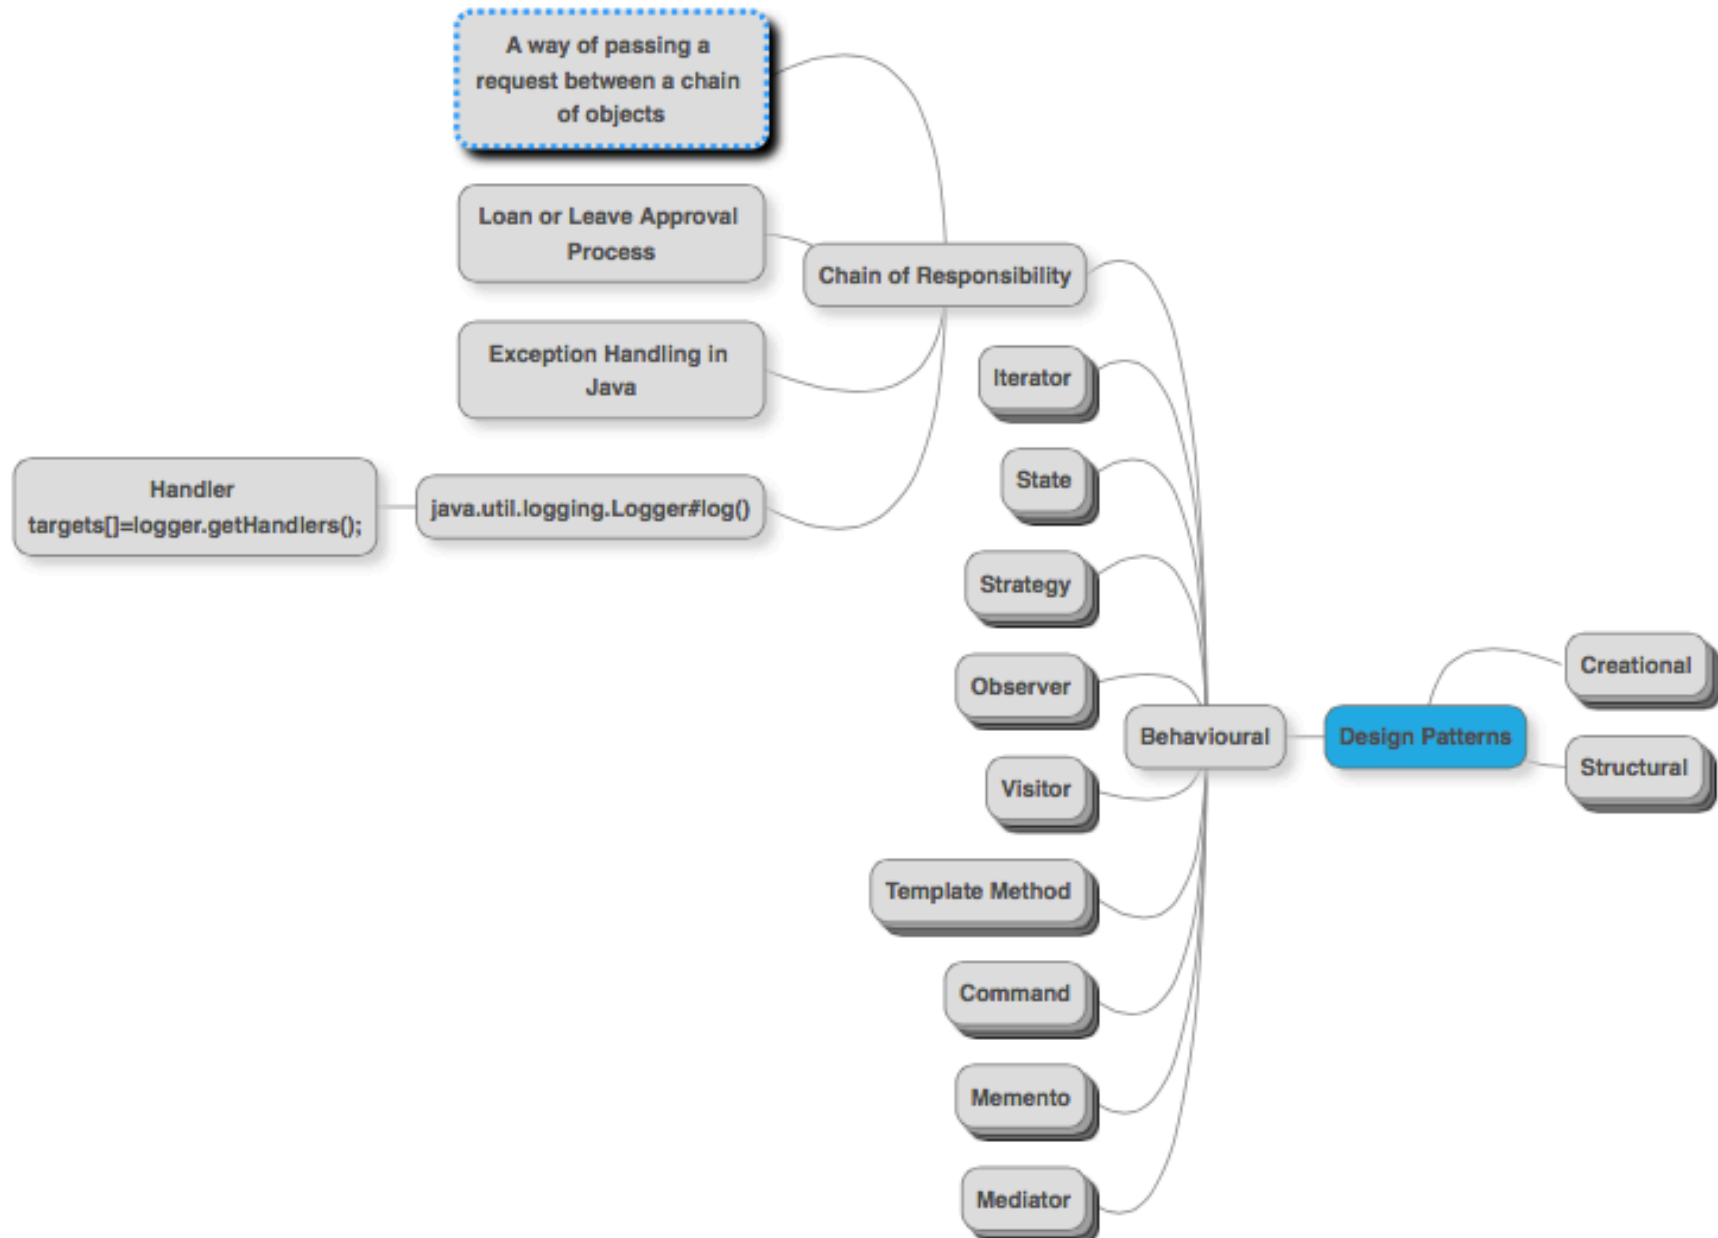 A way of passing a
request between a chain
of objects
Loan or Leave Approval
Process
Chain of Responsibility
Exception Handling in
Java
Iterator
Handler
targets[]=logger.getHandlers();
java.util.logging.Logger#log()
State
Strategy
Observer
Creational
Behavioural
Design Patterns
Structural
Visitor
Template Method
Command
Memento
Mediator